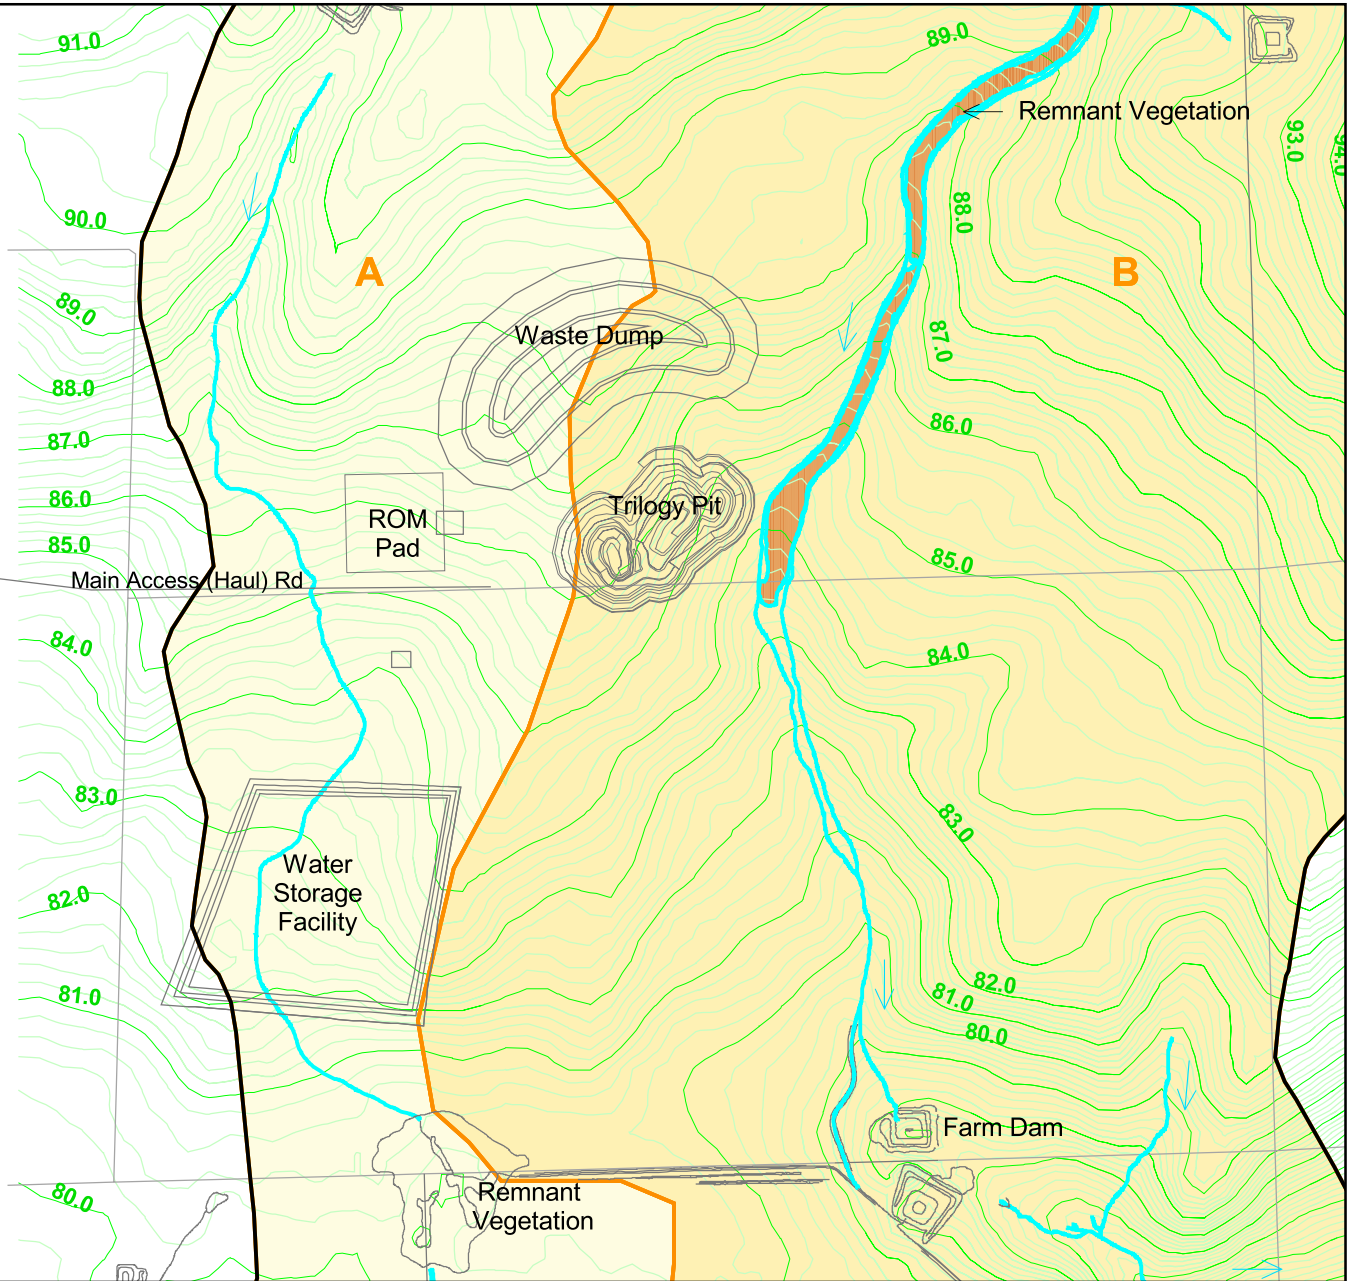 91.0
89.0
Remnant Vegetation
93.0
94.0
90.0
88.0
A
B
89.0
Waste Dump
87.0
88.0
86.0
87.0
86.0
Trilogy Pit
ROM
Pad
85.0
85.0
Main Access (Haul) Rd
84.0
84.0
83.0
83.0
Water
Storage
Facility
82.0
82.0
81.0
81.0
80.0
Farm Dam
80.0
Remnant
Vegetation